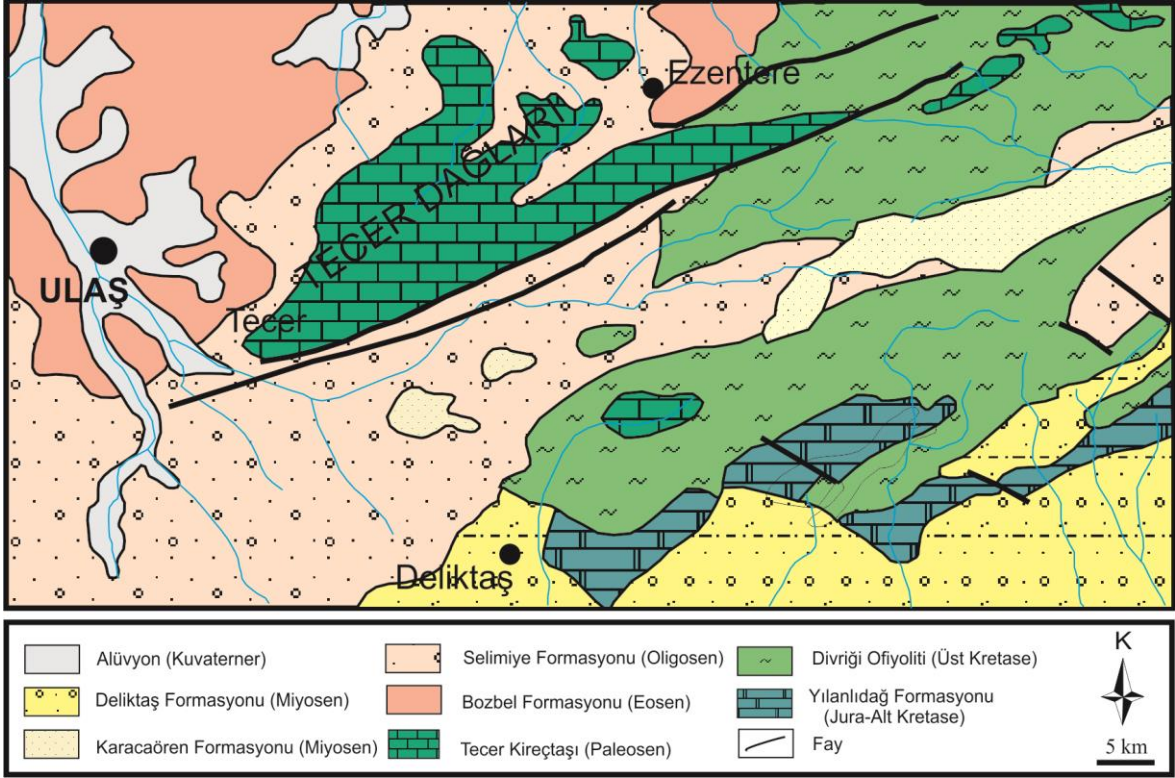 Ezentere
TECER DAĞLARI
ULAŞ
Tecer
Deliktaş
Alüvyon (Kuvaterner)
Deliktaş Formasyonu (Miyosen)
Karacaören Formasyonu (Miyosen)
Selimiye Formasyonu (Oligosen)
Bozbel Formasyonu (Eosen)
Tecer Kireçtaşı (Paleosen)
Divriği Ofiyoliti (Üst Kretase)
Yılanlıdağ Formasyonu
(Jura-Alt Kretase)
Fay
K
5 km